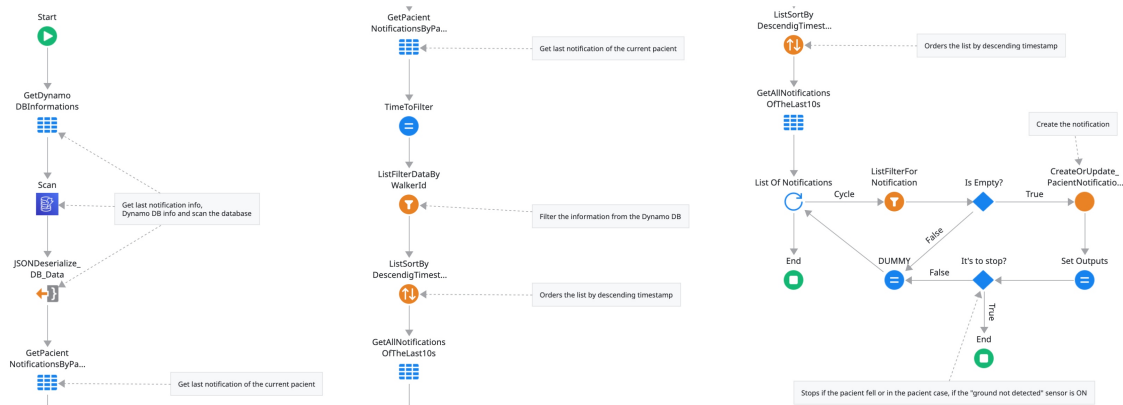 Start
GetDynamo
DBInformations
Scan
Get last notification info,
Dynamo DB info and scan the database
JSONDeserialize_
DB_Data
GetPacient
NotificationsByPa...
Get last notification of the current pacient
GetPacient
NotificationsByPa...
Get last notification of the current pacient
TimeToFilter
ListFilterDataBy
WalkerId
Filter the information from the Dynamo DB
ListSortBy
DescendigTimest...
Orders the list by descending timestamp
GetAllNotifications
OfTheLast10s
ListSortBy
DescendigTimest...
Orders the list by descending timestamp
GetAllNotifications
OfTheLast10s
Create the notification
List Of Notifications
Cycle
ListFilterFor
Notification
Is Empty?
True
CreateOrUpdate_
PacientNotificatio...
False
End
DUMMY
False
It's to stop?
Set Outputs
True
End
Stops if the pacient fell or in the pacient case, if the "ground not detected" sensor is ON